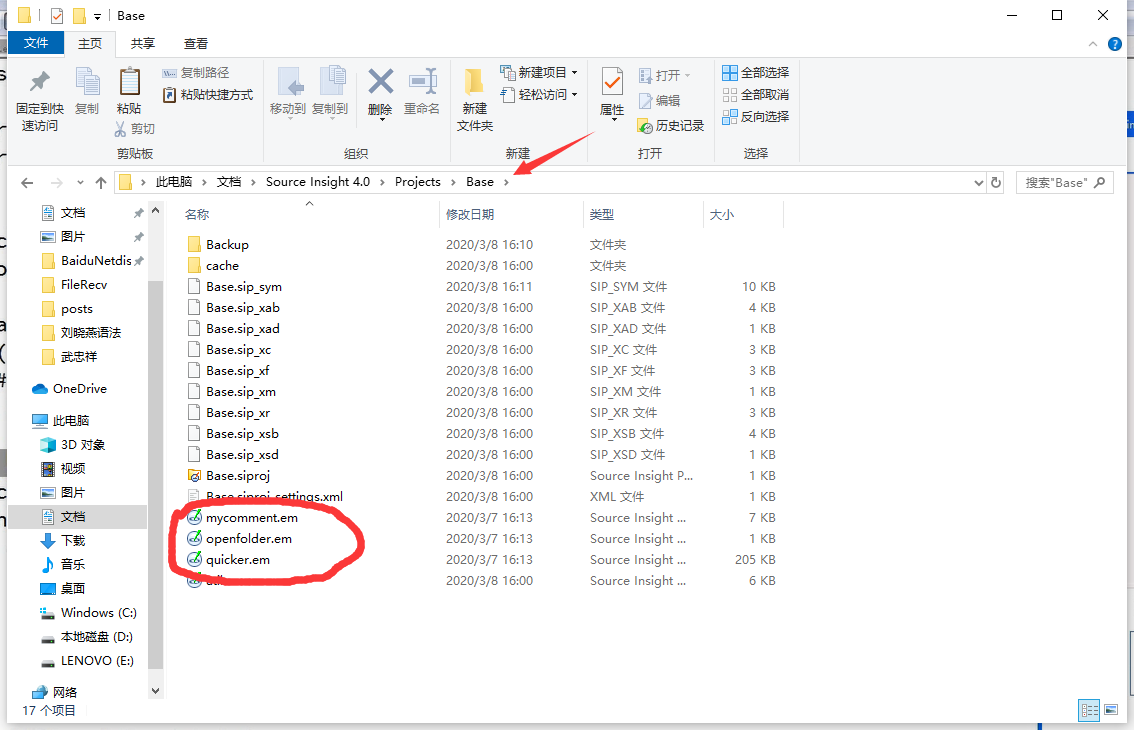 Base
文件 主页 共享 查看
固定到快速访问
复制
粘贴
复制路径
粘贴快捷方式
剪切
剪贴板
移动到
复制到
删除
重命名
组织
新建文件夹
新建项目
轻松访问
新建
属性
打开
编辑
历史记录
打开
全部选择
全部取消
反向选择
选择
此电脑 › 文档 › Source Insight 4.0 › Projects › Base ›
搜索"Base"
文档
图片
BaiduNetdis
FileRecv
posts
刘晓燕语法
武忠祥
OneDrive
此电脑
3D 对象
视频
图片
文档
下载
音乐
桌面
Windows (C:)
本地磁盘 (D:)
LENOVO (E:)
网络
名称 修改日期 类型 大小
Backup 2020/3/8 16:10 文件夹
cache 2020/3/8 16:00 文件夹
Base.sip_sym 2020/3/8 16:11 SIP_SYM 文件 10 KB
Base.sip_xab 2020/3/8 16:00 SIP_XAB 文件 4 KB
Base.sip_xad 2020/3/8 16:00 SIP_XAD 文件 1 KB
Base.sip_xc 2020/3/8 16:00 SIP_XC 文件 3 KB
Base.sip_xf 2020/3/8 16:00 SIP_XF 文件 3 KB
Base.sip_xm 2020/3/8 16:00 SIP_XM 文件 1 KB
Base.sip_xr 2020/3/8 16:00 SIP_XR 文件 3 KB
Base.sip_xsb 2020/3/8 16:00 SIP_XSB 文件 4 KB
Base.sip_xsd 2020/3/8 16:00 SIP_XSD 文件 1 KB
Base.siproj 2020/3/8 16:00 Source Insight P... 1 KB
Base.siproj_settings.xml 2020/3/8 16:00 XML 文件 1 KB
mycomment.em 2020/3/7 16:13 Source Insight ... 7 KB
openfolder.em 2020/3/7 16:13 Source Insight ... 1 KB
quicker.em 2020/3/7 16:13 Source Insight ... 205 KB
2020/3/8 16:00 Source Insight ... 6 KB
17 个项目